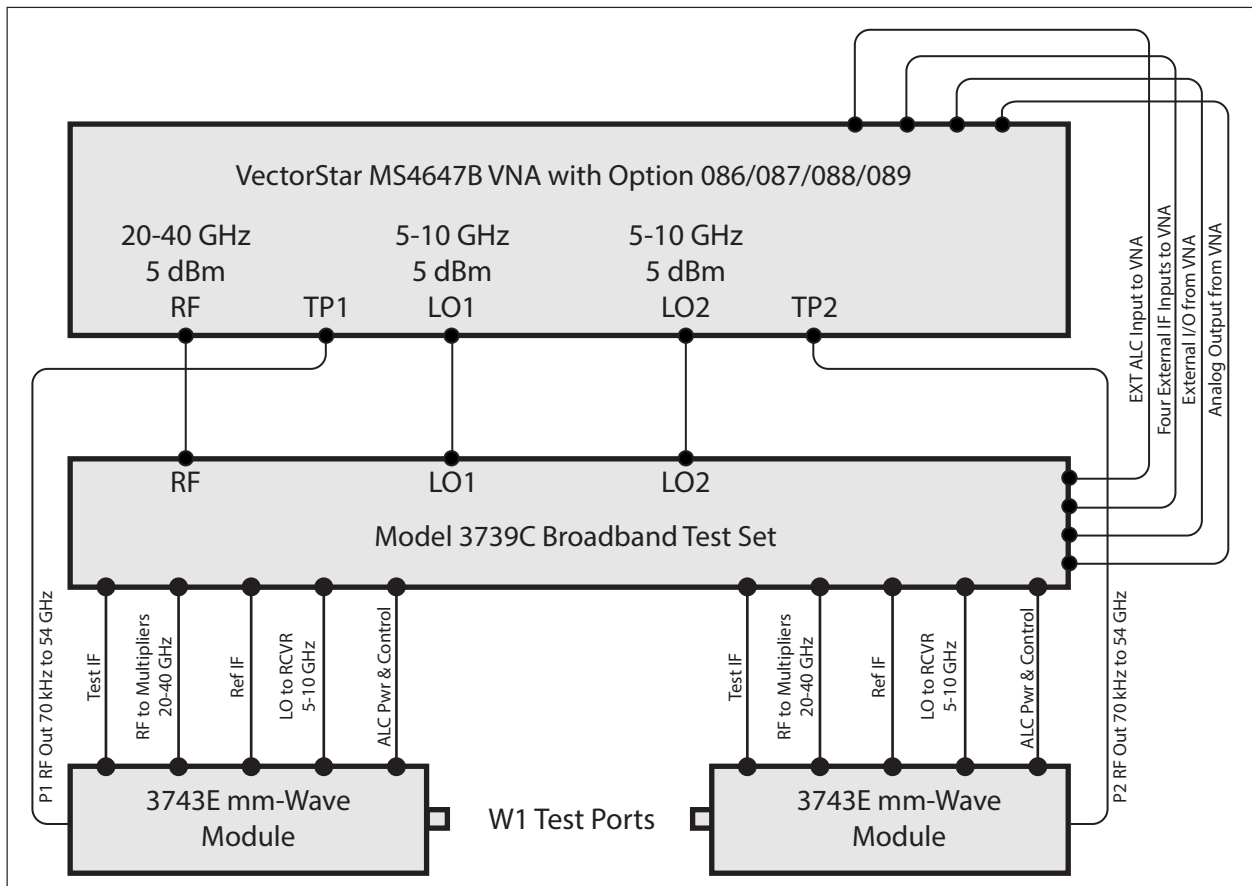 VectorStar MS4647B VNA with Option 086/087/088/089
20-40 GHz
5 dBm
RF
TP1
5-10 GHz
5 dBm
LO1
5-10 GHz
5 dBm
LO2
TP2
EXT ALC Input to VNA
Four External IF Inputs to VNA
External I/O from VNA
Analog Output from VNA
RF
LO1
LO2
Model 3739C Broadband Test Set
P1 RF Out 70 kHz to 54 GHz
Test IF
RF to Multipliers
20-40 GHz
Ref IF
LO to RCVR
5-10 GHz
ALC Pwr & Control
Test IF
RF to Multipliers
20-40 GHz
Ref IF
LO to RCVR
5-10 GHz
ALC Pwr & Control
P2 RF Out 70 kHz to 54 GHz
3743E mm-Wave
Module
W1 Test Ports
3743E mm-Wave
Module